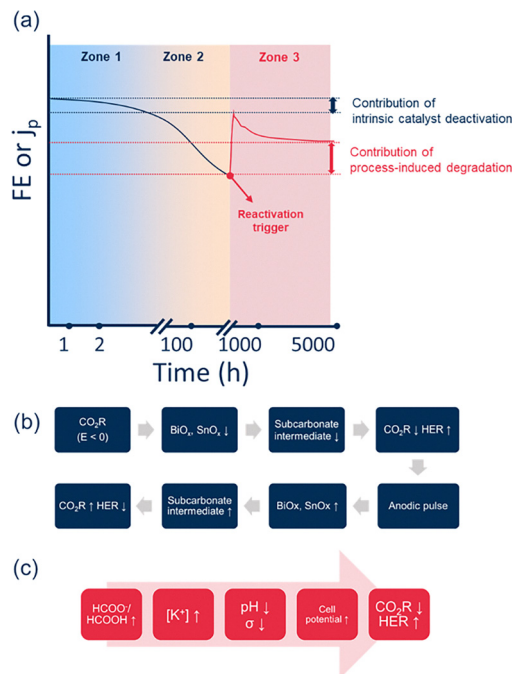 (a)
Zone 1
Zone 2
Zone 3
FE or jp
Contribution of
intrinsic catalyst deactivation
Contribution of
process-induced degradation
Reactivation
trigger
1
2
100
1000
5000
Time (h)
(b)
CO₂R
(E < 0)
BiOₓ, SnOₓ ↓
Subcarbonate
intermediate ↓
CO₂R ↓ HER ↑
CO₂R ↑ HER ↓
Subcarbonate
intermediate ↑
BiOx, SnOx ↑
Anodic pulse
(c)
HCOO⁻/
HCOOH ↑
[K⁺] ↑
pH ↓
σ ↓
Cell
potential ↑
CO₂R ↓
HER ↑